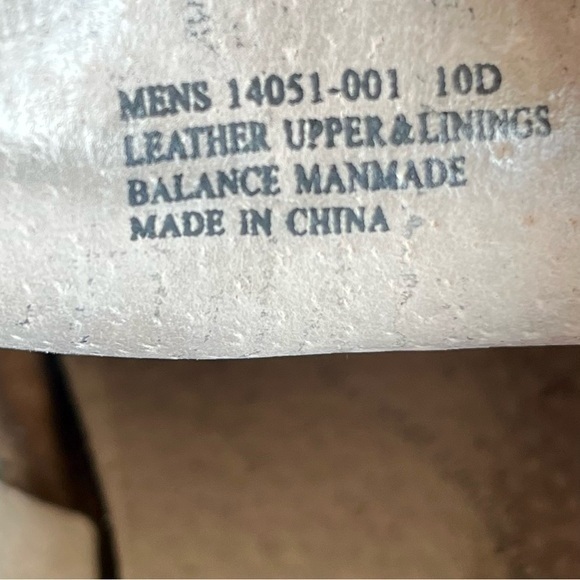 MENS 14051-001 10D
LEATHER UPPER&LININGS
BALANCE MANMADE
MADE IN CHINA